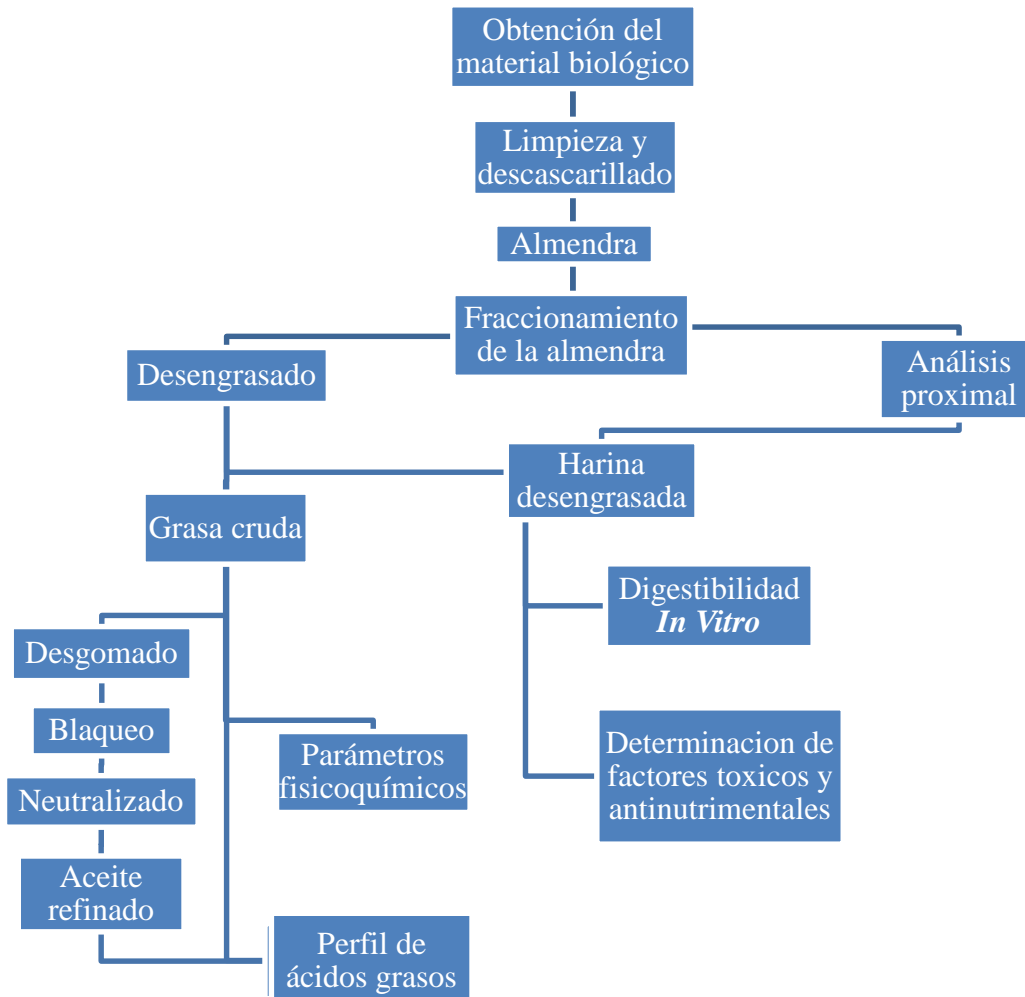 Obtención del
material biológico
Limpieza y
descascarillado
Almendra
Fraccionamiento
de la almendra
Desengrasado
Análisis
proximal
Harina
desengrasada
Grasa cruda
Digestibilidad
In Vitro
Desgomado
Blaqueo
Neutralizado
Aceite
refinado
Parámetros
fisicoquímicos
Determinacion de
factores toxicos y
antinutrimentales
Perfil de
ácidos grasos